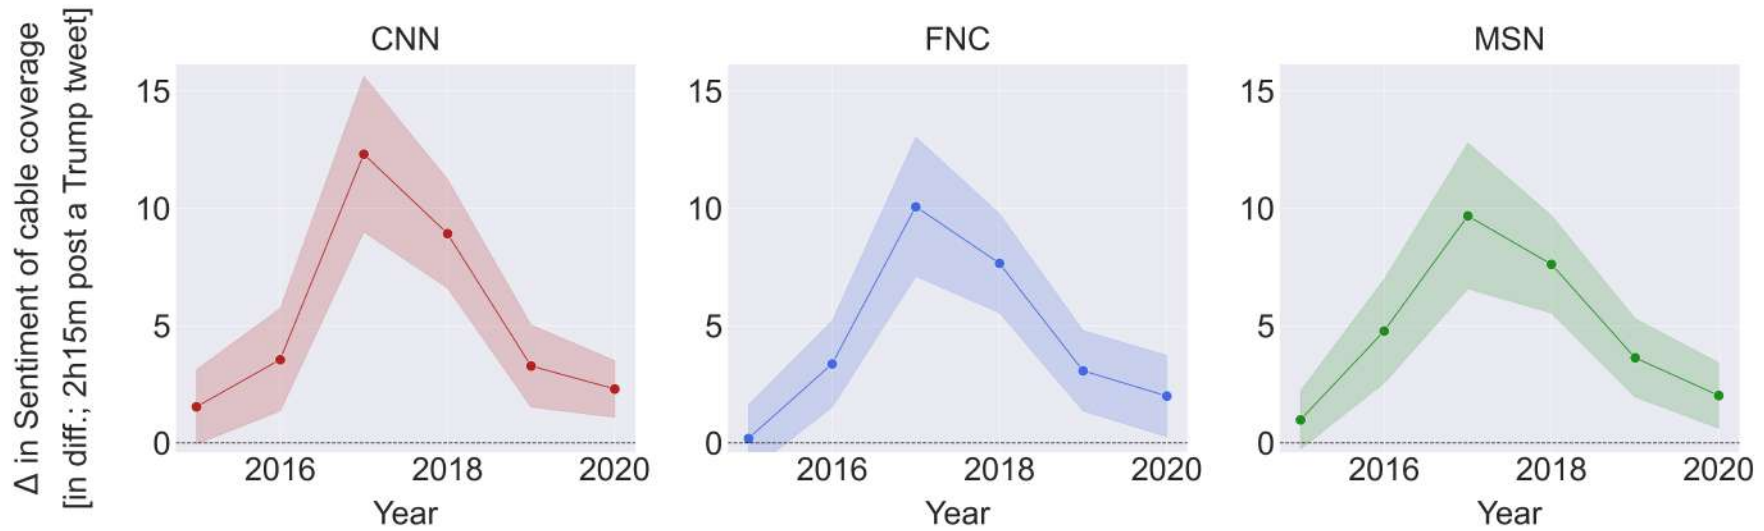 Δ in Sentiment of cable coverage
[in diff.; 2h15m post a Trump tweet]
CNN
15
10
5
0
2016 2018 2020
Year
FNC
15
10
5
0
2016 2018 2020
Year
MSN
15
10
5
0
2016 2018 2020
Year